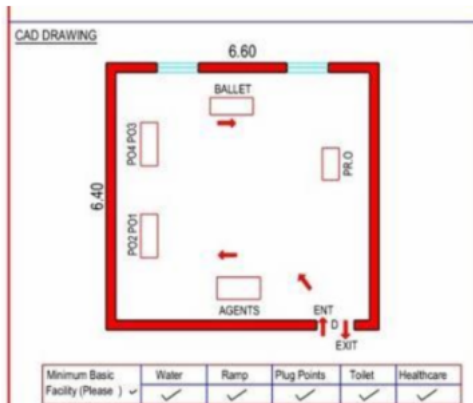 CAD DRAWING
6.60
BALLET
PO4 PO3
PR.O
6.40
PO2 PO1
AGENTS
ENT
D
EXIT
Minimum Basic Facility (Please ) ✓
Water
Ramp
Plug Points
Toilet
Healthcare
✓ ✓ ✓ ✓ ✓